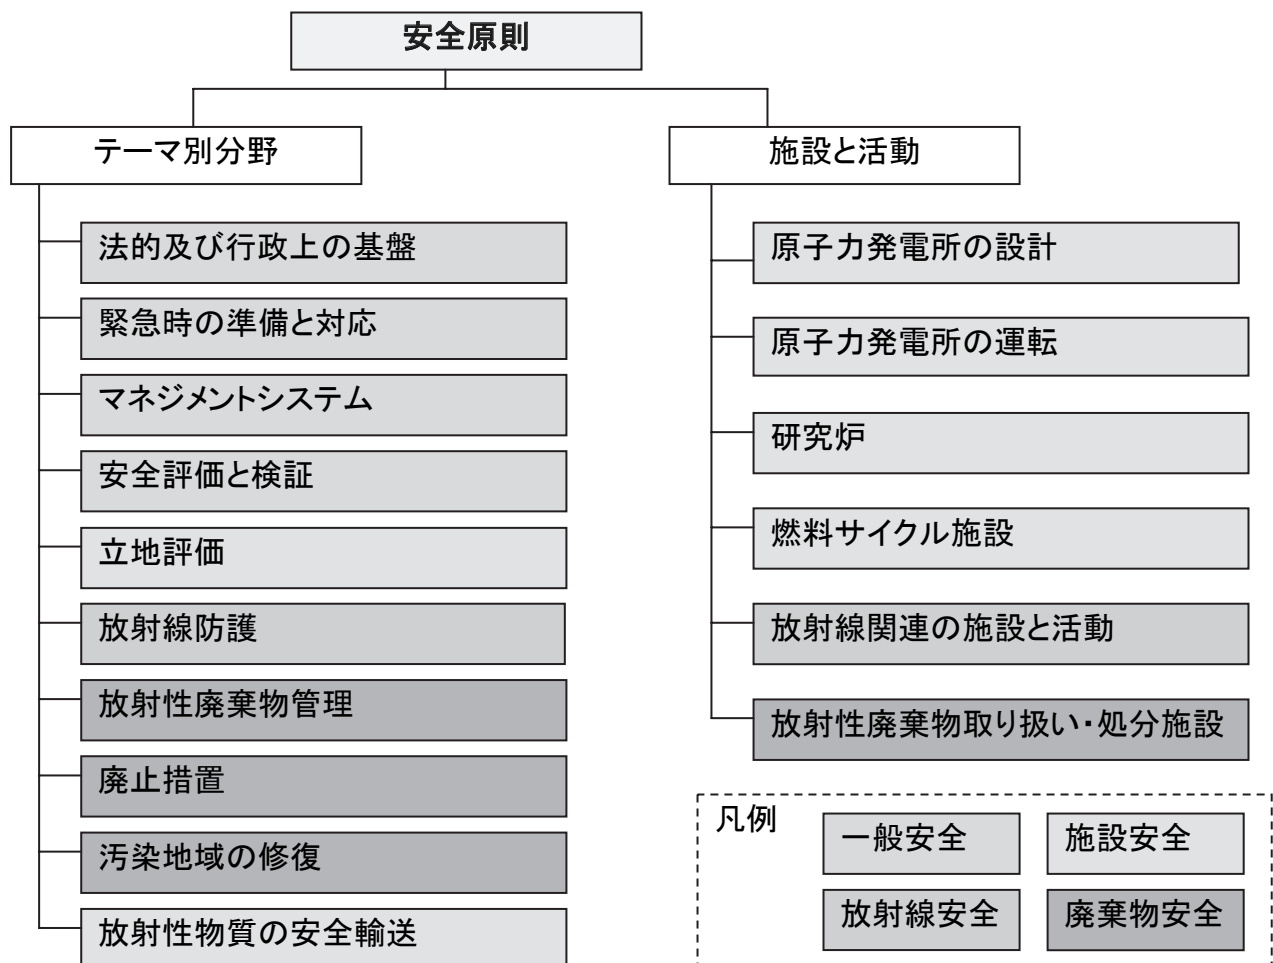 安全原則
テーマ別分野
法的及び行政上の基盤
緊急時の準備と対応
マネジメントシステム
安全評価と検証
立地評価
放射線防護
放射性廃棄物管理
廃止措置
汚染地域の修復
放射性物質の安全輸送
施設と活動
原子力発電所の設計
原子力発電所の運転
研究炉
燃料サイクル施設
放射線関連の施設と活動
放射性廃棄物取り扱い・処分施設
凡例
一般安全
施設安全
放射線安全
廃棄物安全